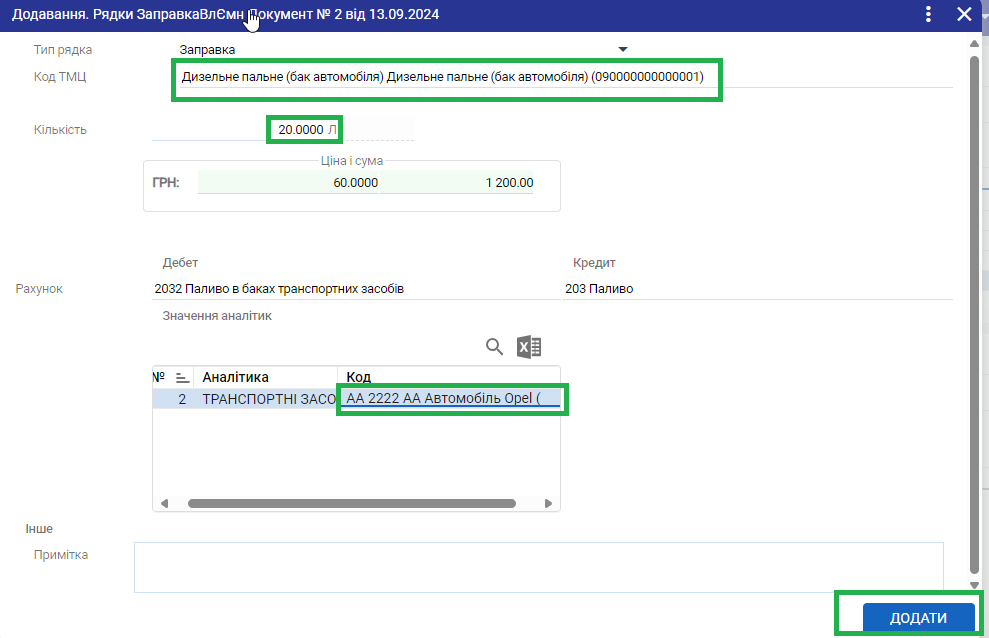 Додавання. Рядки ЗаправкаВлЄмн Документ № 2 від 13.09.2024
Тип рядка Заправка
Код ТМЦ Дизельне пальне (бак автомобіля) Дизельне пальне (бак автомобіля) (090000000000001)
Кількість 20.0000 Л
Ціна і сума
ГРН: 60.0000 1 200.00
Дебет Кредит
Рахунок 2032 Паливо в баках транспортних засобів 203 Паливо
Значення аналітик
№ Аналітика Код
2 ТРАНСПОРТНІ ЗАСО АА 2222 АА Автомобіль Opel (
Інше
Примітка
ДОДАТИ